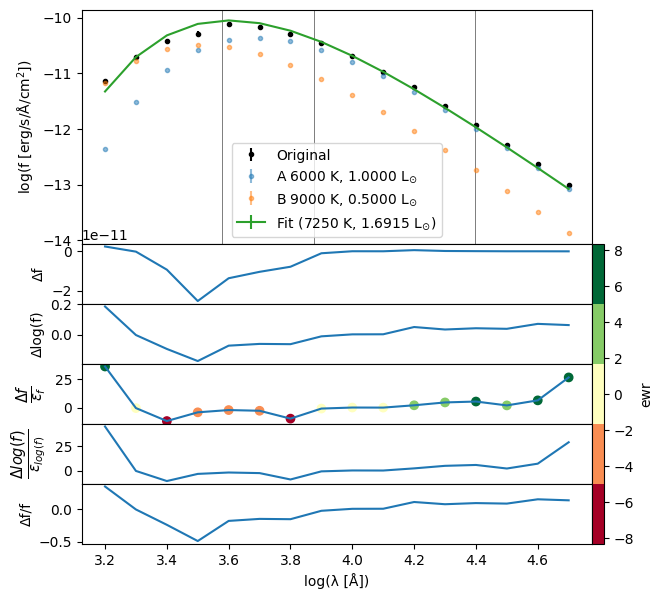 −10
−11
−12
−13
−14
log(f [erg/s/Å/cm²])
Original
A 6000 K, 1.0000 L☉
B 9000 K, 0.5000 L☉
Fit (7250 K, 1.6915 L☉)
1e−11
0
−2
Δf
0.2
0.0
Δlog(f)
25
0
Δf/ε_f
25
0
Δlog(f)/ε_log(f)
0.0
−0.5
Δf/f
3.2 3.4 3.6 3.8 4.0 4.2 4.4 4.6
log(λ [Å])
8
6
4
2
0
−2
−4
−6
−8
ewr